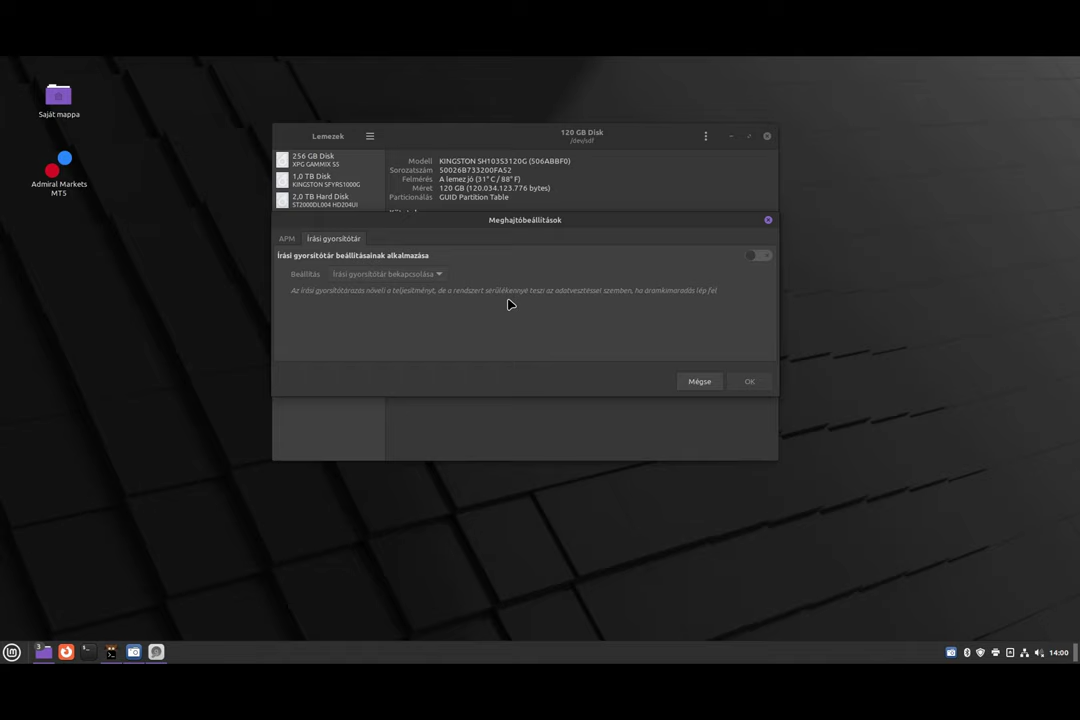 Saját mappa
Admiral Markets
MT5
Lemezek
120 GB Disk
/dev/sdf
256 GB Disk
XPG GAMMIX S5
1,0 TB Disk
KINGSTON SFYRS1000G
2,0 TB Hard Disk
ST2000DL004 HD204UI
Modell KINGSTON SH103S3120G (506ABBF0)
Sorozatszám 50026B733200FA52
Felmérés A lemez jó (31° C / 88° F)
Méret 120 GB (120.034.123.776 bytes)
Particionálás GUID Partition Table
Meghajtóbeállítások
APM Írási gyorsítótár
Írási gyorsítótár beállításainak alkalmazása
Beállítás Írási gyorsítótár bekapcsolása
Az írási gyorsítótárazás növeli a teljesítményt, de a rendszert sérülékennyé teszi az adatvesztéssel szemben, ha áramkimaradás lép fel
Mégse OK
3
14:00